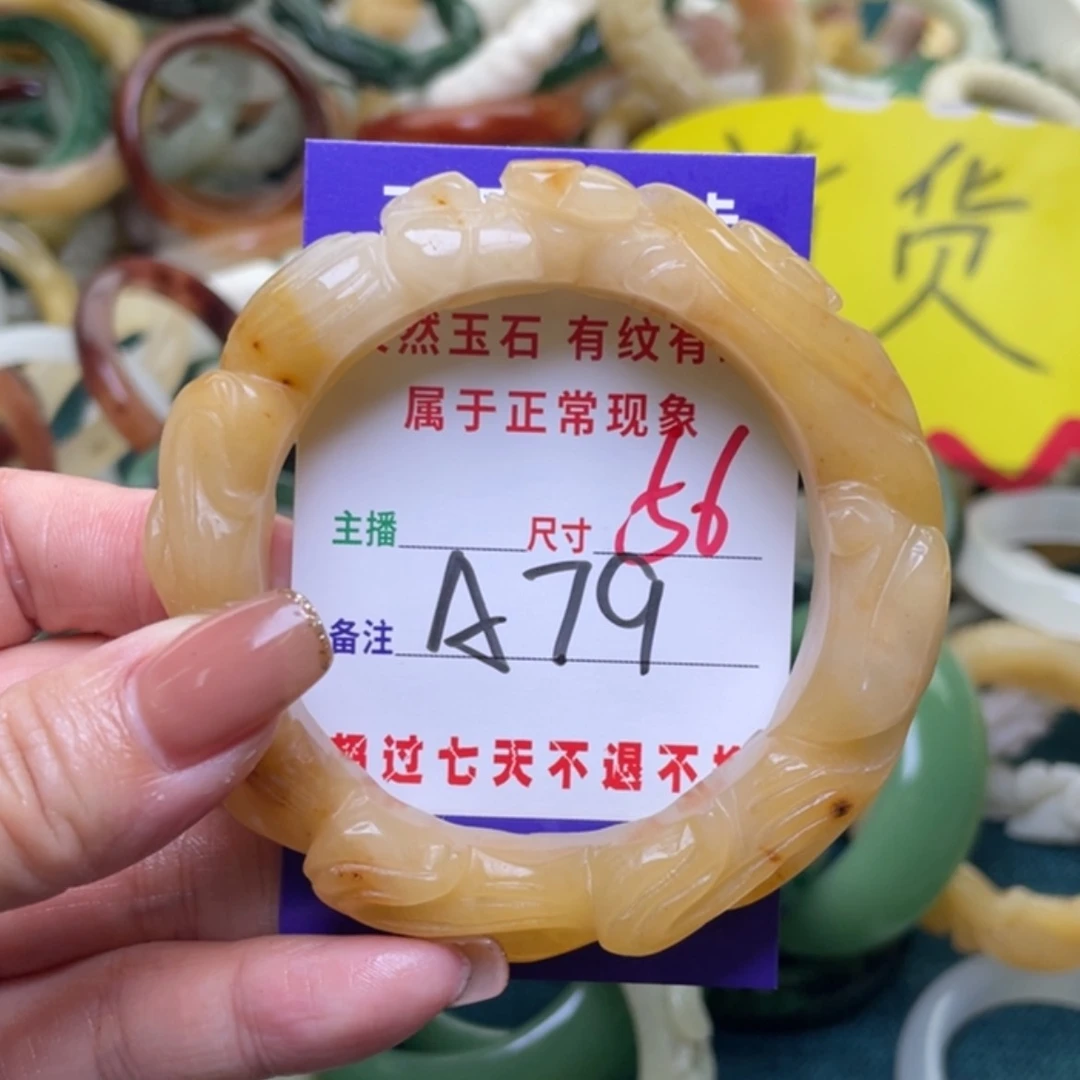 然玉石 有纹有
属于正常现象
主播 尺寸 56
备注 A79
超过七天不退不
货